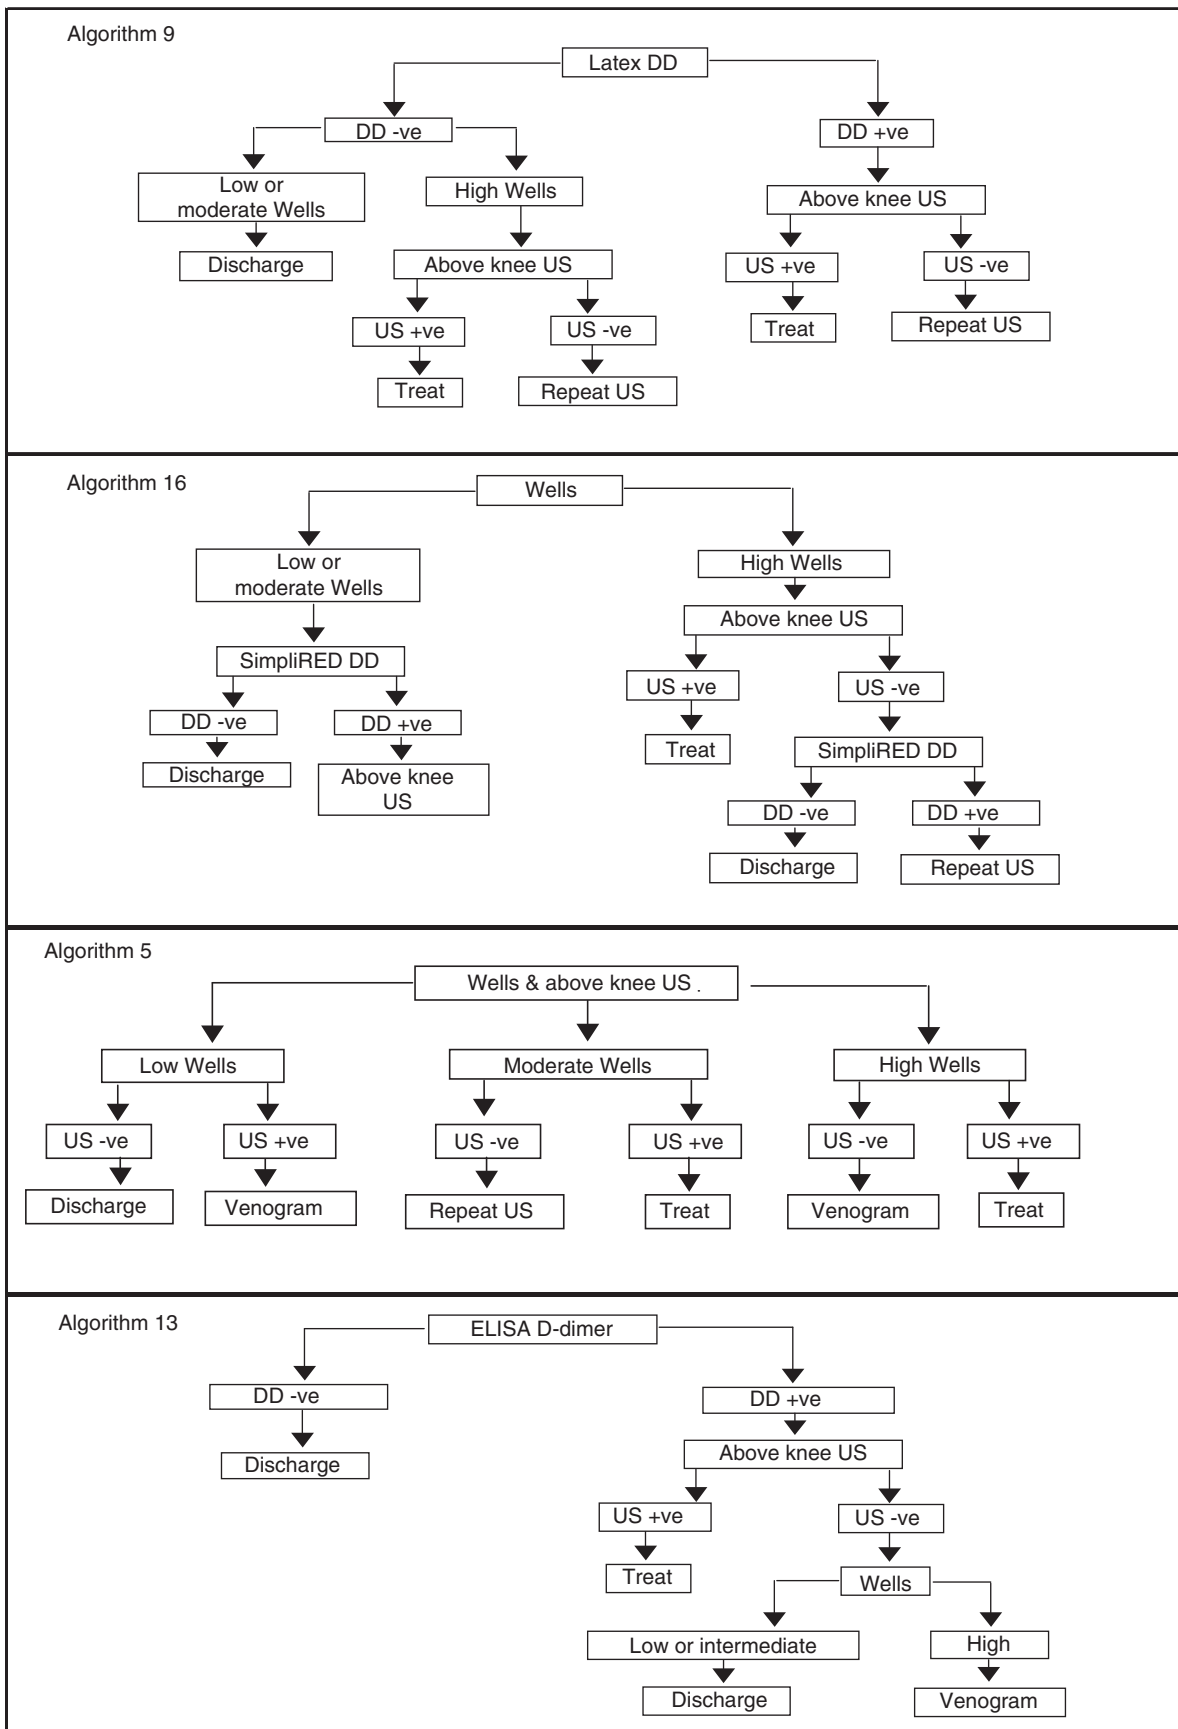 Algorithm 9
Latex DD
DD -ve
DD +ve
Low or
moderate Wells
High Wells
Above knee US
Discharge
Above knee US
US +ve
US -ve
US +ve
US -ve
Treat
Repeat US
Treat
Repeat US
Algorithm 16
Wells
Low or
moderate Wells
High Wells
Above knee US
SimpliRED DD
US +ve
US -ve
DD -ve
DD +ve
Treat
SimpliRED DD
Discharge
Above knee
US
DD -ve
DD +ve
Discharge
Repeat US
Algorithm 5
Wells & above knee US .
Low Wells
Moderate Wells
High Wells
US -ve
US +ve
US -ve
US +ve
US -ve
US +ve
Discharge
Venogram
Repeat US
Treat
Venogram
Treat
Algorithm 13
ELISA D-dimer
DD -ve
DD +ve
Discharge
Above knee US
US +ve
US -ve
Treat
Wells
Low or intermediate
High
Discharge
Venogram